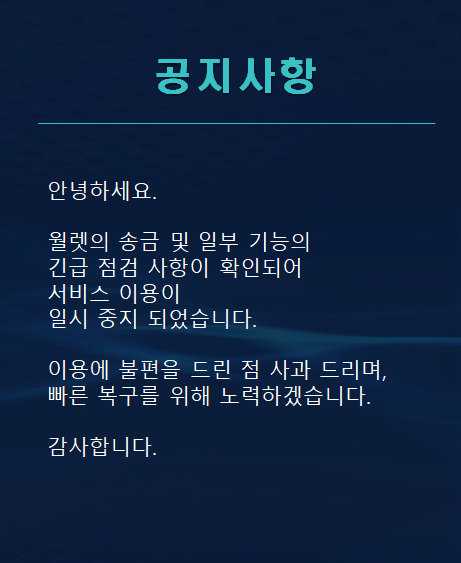 공지사항
안녕하세요.
월렛의 송금 및 일부 기능의
긴급 점검 사항이 확인되어
서비스 이용이
일시 중지 되었습니다.
이용에 불편을 드린 점 사과 드리며,
빠른 복구를 위해 노력하겠습니다.
감사합니다.